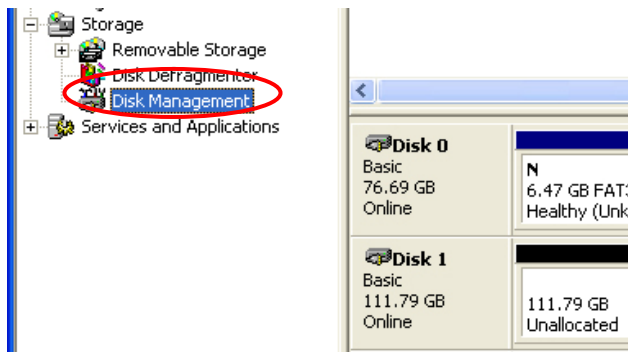 Storage
Removable Storage
Disk Defragmenter
Disk Management
Services and Applications
Disk 0
Basic
76.69 GB
Online
N
6.47 GB FAT3
Healthy (Unk
Disk 1
Basic
111.79 GB
Online
111.79 GB
Unallocated